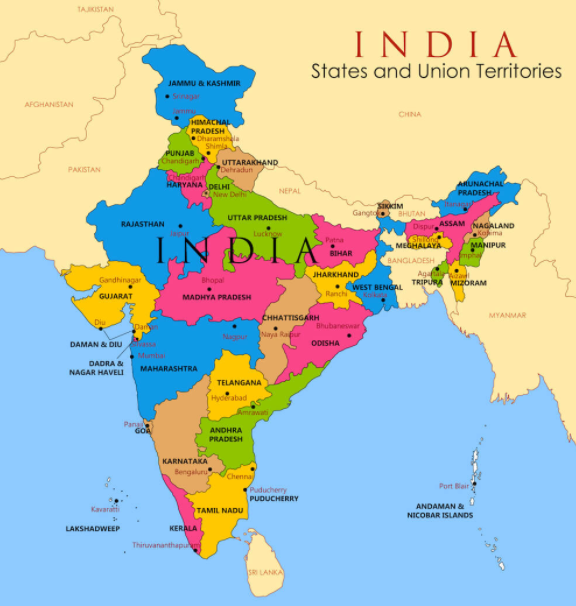 TAJIKISTAN
INDIA
States and Union Territories
JAMMU & KASHMIR
Srinagar
AFGHANISTAN
Jammu
CHINA
HIMACHAL
PRADESH
Dharamshala
Shimla
PUNJAB
Chandigarh
UTTARAKHAND
Dehradun
PAKISTAN
Chandigarh
HARYANA
DELHI
New Delhi
NEPAL
ARUNACHAL
PRADESH
Itanagar
SIKKIM
Gangtok
BHUTAN
RAJASTHAN
Jaipur
UTTAR PRADESH
Lucknow
Dispur
ASSAM
NAGALAND
Kohima
Patna
BIHAR
Shillong
MEGHALAYA
MANIPUR
Imphal
INDIA
BANGLADESH
Gandhinagar
GUJARAT
Bhopal
MADHYA PRADESH
JHARKHAND
Ranchi
WEST BENGAL
Kolkata
Agartala
TRIPURA
Aizawl
MIZORAM
CHHATTISGARH
Naya Raipur
Bhubaneswar
ODISHA
MYANMAR
Diu
Daman
DAMAN & DIU
Silvassa
Mumbai
DADRA &
NAGAR HAVELI
Nagpur
MAHARASHTRA
TELANGANA
Hyderabad
Amravati
Panaji
GOA
ANDHRA
PRADESH
KARNATAKA
Bengaluru
Chennai
Puducherry
PUDUCHERRY
Port Blair
ANDAMAN &
NICOBAR ISLANDS
Kavaratti
LAKSHADWEEP
TAMIL NADU
KERALA
Thiruvananthapuram
SRI LANKA